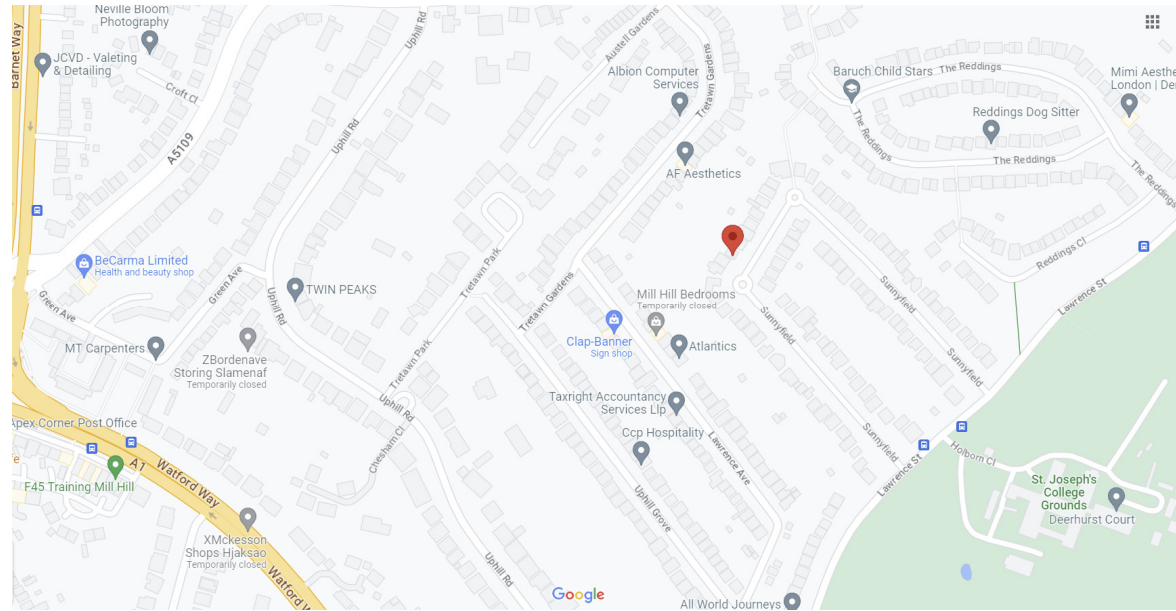 Neville Bloom
Photography
Barnet Way
JCVD - Valeting
& Detailing
Croft Cl
A5109
Uphill Rd
Uphill Rd
Austell Gardens
Albion Computer
Services
Tretawn Gardens
AF Aesthetics
Baruch Child Stars
The Reddings
Mimi Aesthe
London | Der
Reddings Dog Sitter
The Reddings
The Reddings
The Reddings
BeCarma Limited
Health and beauty shop
Green Ave
Green Ave
TWIN PEAKS
Uphill Rd
Tretawn Park
Tretawn Gardens
Mill Hill Bedrooms
Temporarily closed
Sunnyfield
Sunnyfield
Reddings Cl
Lawrence St
MT Carpenters
ZBordenave
Storing Slamenaf
Temporarily closed
Tretawn Park
Clap-Banner
Sign shop
Atlantics
Sunnyfield
Uphill Rd
Taxright Accountancy
Services Llp
Apex Corner Post Office
Chesham Cl
Ccp Hospitality
Lawrence Ave
Sunnyfield
Lawrence St
Holborn Cl
A1
Watford Way
F45 Training Mill Hill
Uphill Grove
St. Joseph's
College
Grounds
Deerhurst Court
XMckesson
Shops Hjaksao
Temporarily closed
Uphill Rd
Watford W
Google
All World Journeys